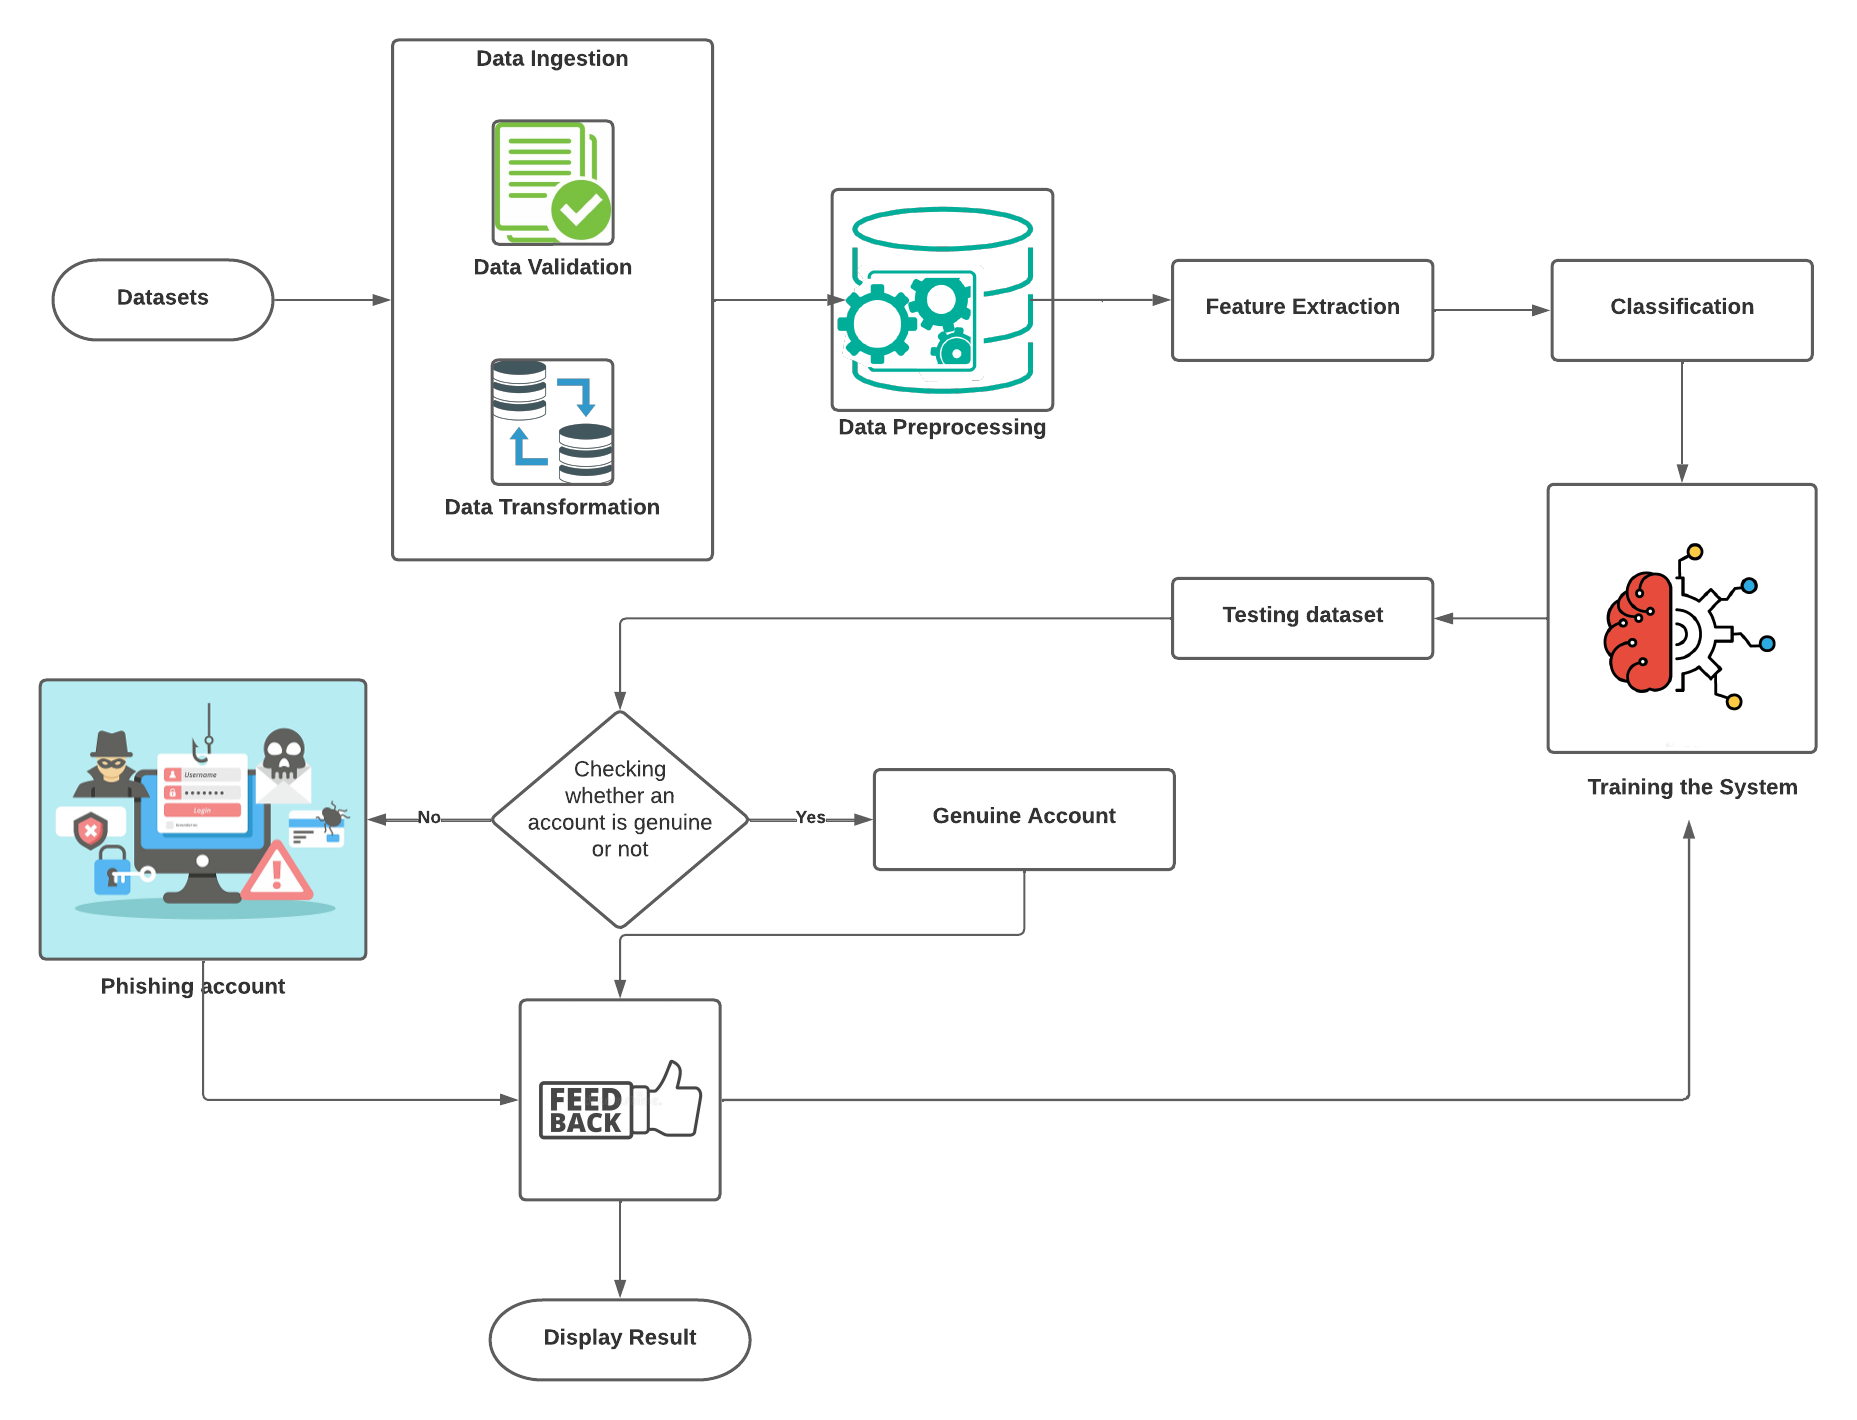 Data Ingestion
Data Validation
Data Transformation
Datasets
Data Preprocessing
Feature Extraction
Classification
Training the System
Testing dataset
Checking
whether an
account is genuine
or not
No
Yes
Genuine Account
Username
Login
Phishing account
FEED
BACK
Display Result